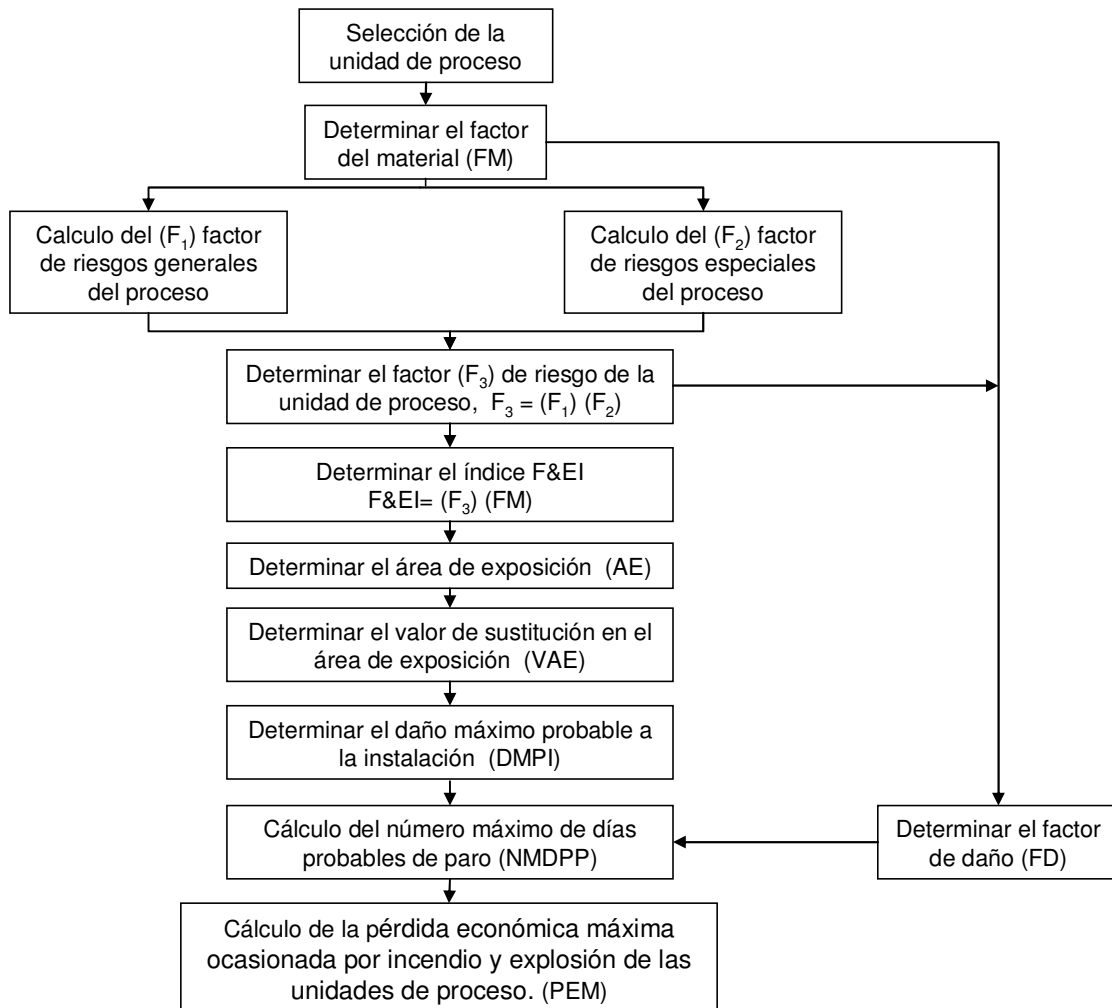 Selección de la
unidad de proceso
Determinar el factor
del material (FM)
Calculo del (F₁) factor
de riesgos generales
del proceso
Calculo del (F₂) factor
de riesgos especiales
del proceso
Determinar el factor (F₃) de riesgo de la
unidad de proceso, F₃ = (F₁) (F₂)
Determinar el índice F&EI
F&EI= (F₃) (FM)
Determinar el área de exposición (AE)
Determinar el valor de sustitución en el
área de exposición (VAE)
Determinar el daño máximo probable a
la instalación (DMPI)
Cálculo del número máximo de días
probables de paro (NMDPP)
Determinar el factor
de daño (FD)
Cálculo de la pérdida económica máxima
ocasionada por incendio y explosión de las
unidades de proceso. (PEM)